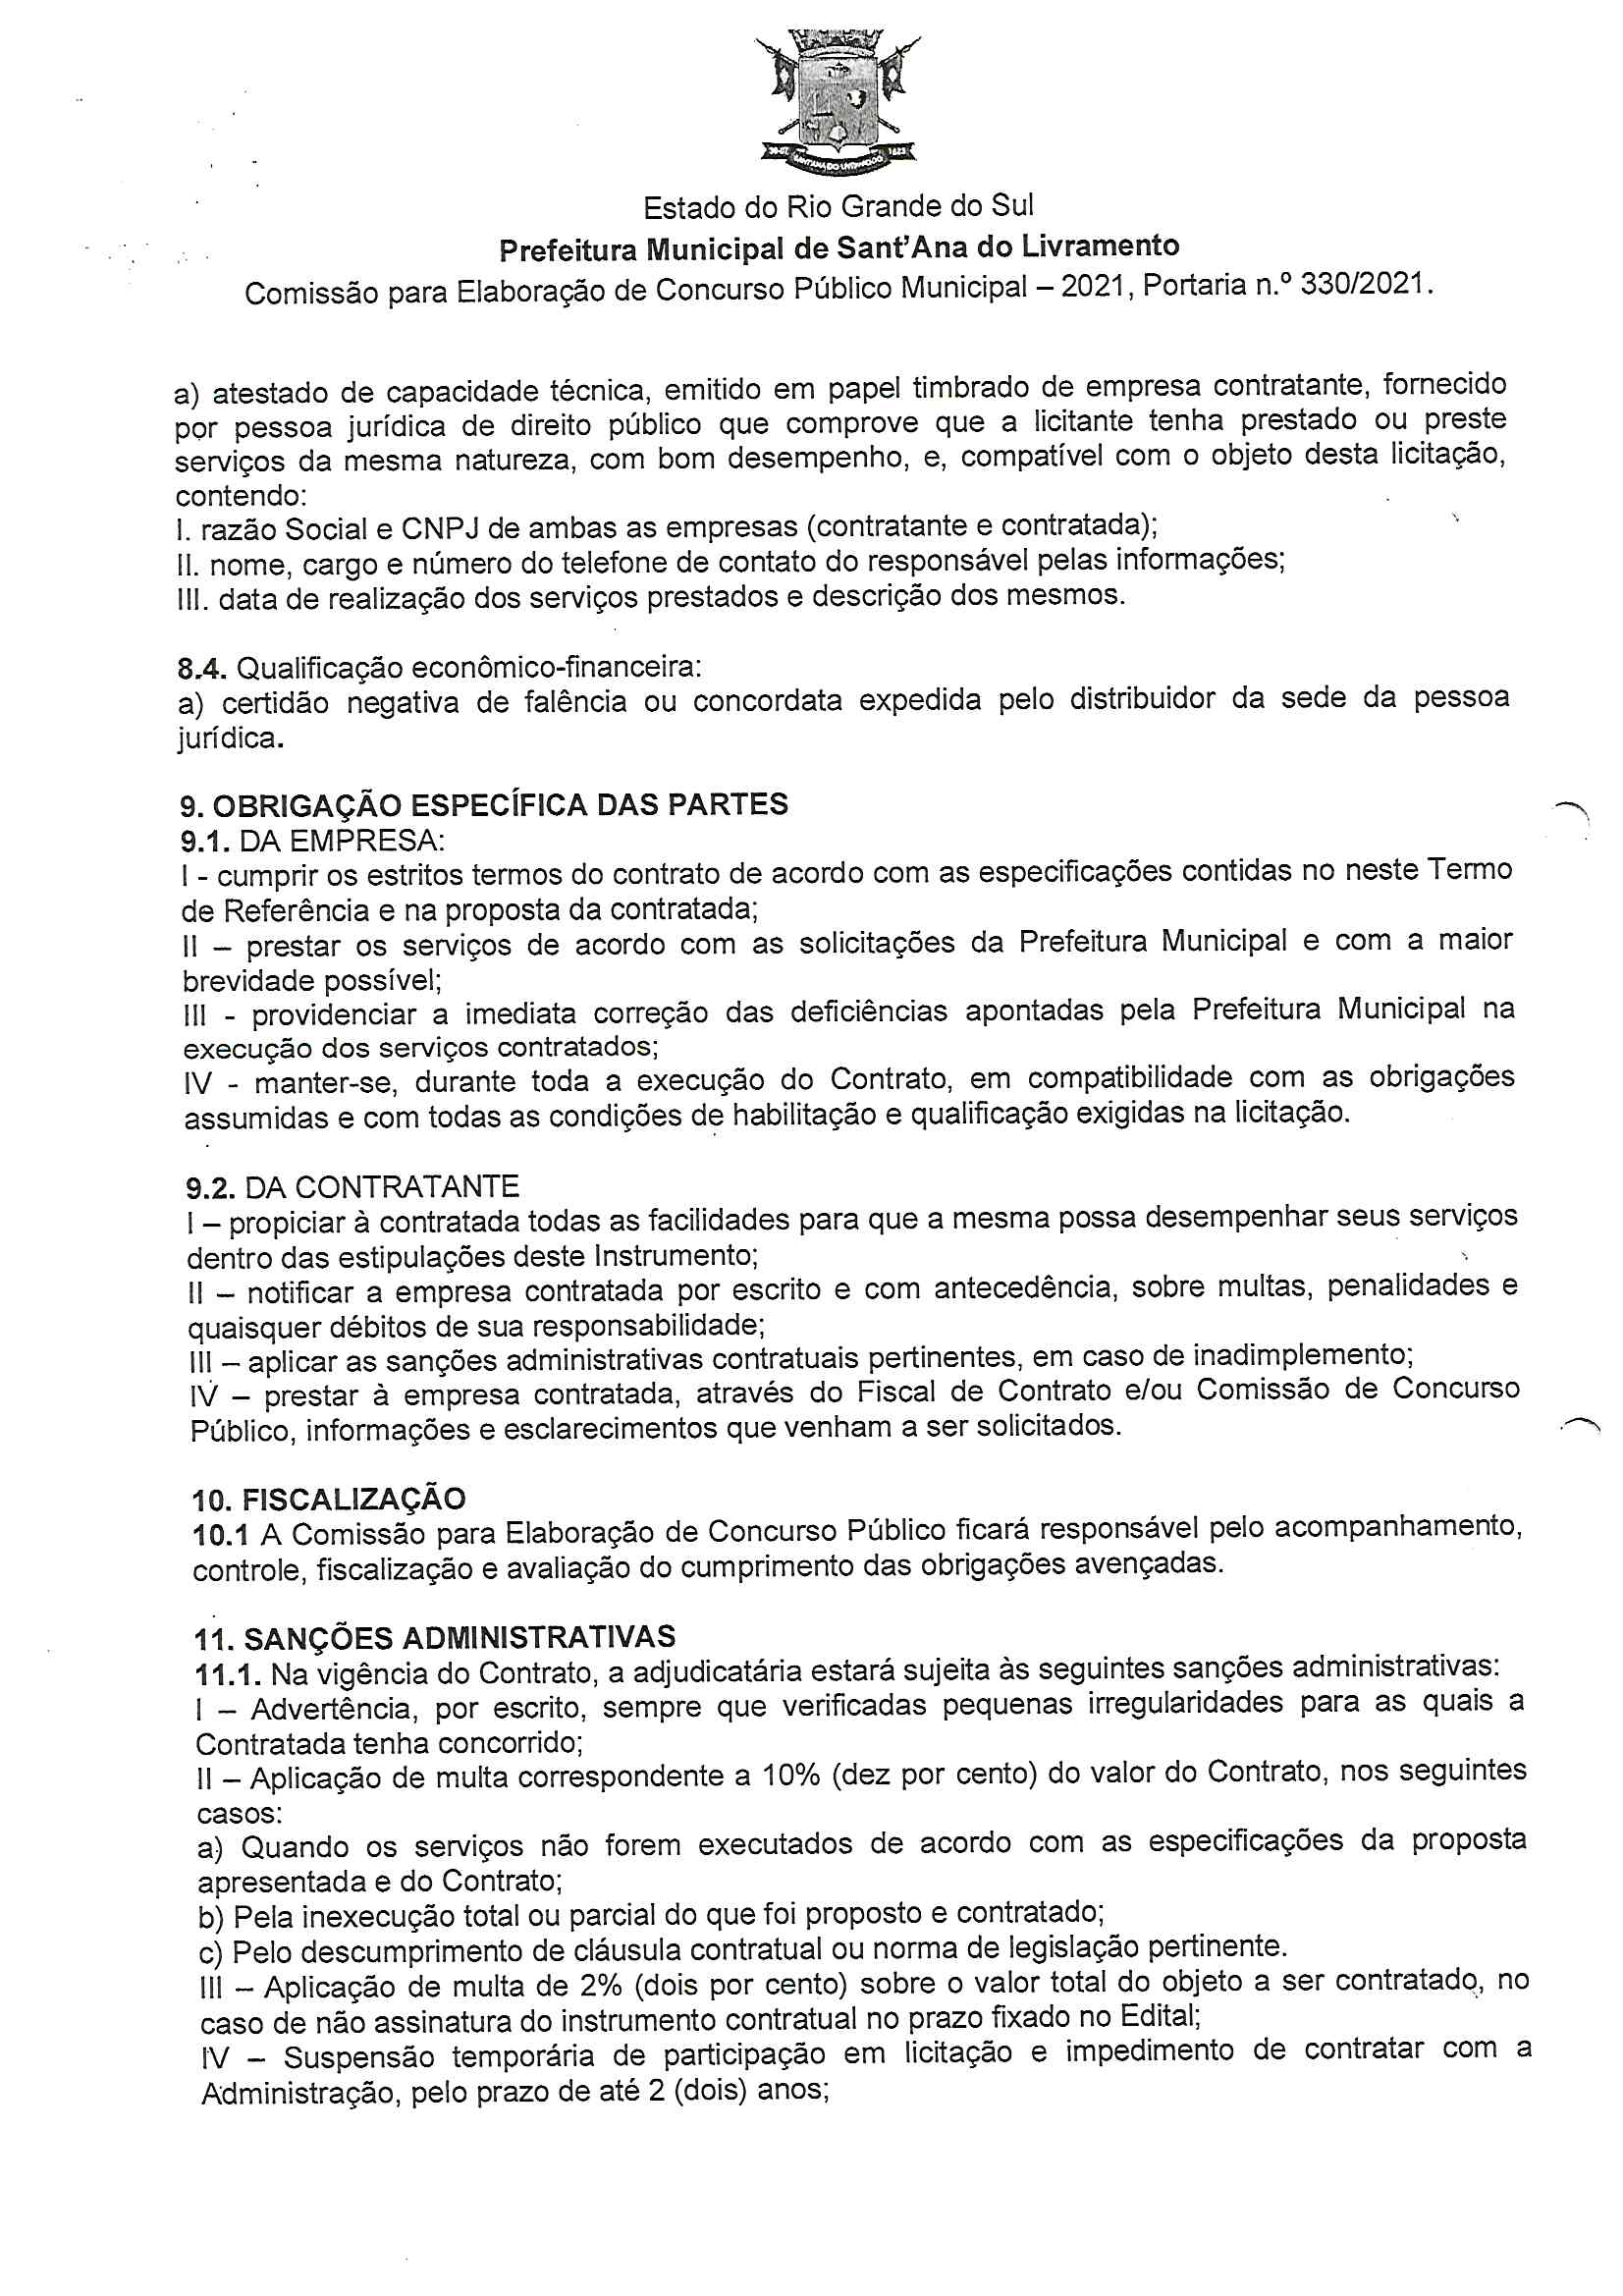 Estado do Rio Grande do Sul
Prefeitura Municipal de Sant'Ana do Livramento
Comissão para Elaboração de Concurso Público Municipal – 2021, Portaria n.º 330/2021.
a) atestado de capacidade técnica, emitido em papel timbrado de empresa contratante, fornecido
por pessoa jurídica de direito público que comprove que a licitante tenha prestado ou preste
serviços da mesma natureza, com bom desempenho, e, compatível com o objeto desta licitação,
contendo:
I. razão Social e CNPJ de ambas as empresas (contratante e contratada);
II. nome, cargo e número do telefone de contato do responsável pelas informações;
III. data de realização dos serviços prestados e descrição dos mesmos.
8.4. Qualificação econômico-financeira:
a) certidão negativa de falência ou concordata expedida pelo distribuidor da sede da pessoa
jurídica.
9. OBRIGAÇÃO ESPECÍFICA DAS PARTES
9.1. DA EMPRESA:
I - cumprir os estritos termos do contrato de acordo com as especificações contidas no neste Termo
de Referência e na proposta da contratada;
II – prestar os serviços de acordo com as solicitações da Prefeitura Municipal e com a maior
brevidade possível;
III - providenciar a imediata correção das deficiências apontadas pela Prefeitura Municipal na
execução dos serviços contratados;
IV - manter-se, durante toda a execução do Contrato, em compatibilidade com as obrigações
assumidas e com todas as condições de habilitação e qualificação exigidas na licitação.
9.2. DA CONTRATANTE
I – propiciar à contratada todas as facilidades para que a mesma possa desempenhar seus serviços
dentro das estipulações deste Instrumento;
II – notificar a empresa contratada por escrito e com antecedência, sobre multas, penalidades e
quaisquer débitos de sua responsabilidade;
III – aplicar as sanções administrativas contratuais pertinentes, em caso de inadimplemento;
IV – prestar à empresa contratada, através do Fiscal de Contrato e/ou Comissão de Concurso
Público, informações e esclarecimentos que venham a ser solicitados.
10. FISCALIZAÇÃO
10.1 A Comissão para Elaboração de Concurso Público ficará responsável pelo acompanhamento,
controle, fiscalização e avaliação do cumprimento das obrigações avençadas.
11. SANÇÕES ADMINISTRATIVAS
11.1. Na vigência do Contrato, a adjudicatária estará sujeita às seguintes sanções administrativas:
I – Advertência, por escrito, sempre que verificadas pequenas irregularidades para as quais a
Contratada tenha concorrido;
II – Aplicação de multa correspondente a 10% (dez por cento) do valor do Contrato, nos seguintes
casos:
a) Quando os serviços não forem executados de acordo com as especificações da proposta
apresentada e do Contrato;
b) Pela inexecução total ou parcial do que foi proposto e contratado;
c) Pelo descumprimento de cláusula contratual ou norma de legislação pertinente.
III – Aplicação de multa de 2% (dois por cento) sobre o valor total do objeto a ser contratado, no
caso de não assinatura do instrumento contratual no prazo fixado no Edital;
IV – Suspensão temporária de participação em licitação e impedimento de contratar com a
Administração, pelo prazo de até 2 (dois) anos;